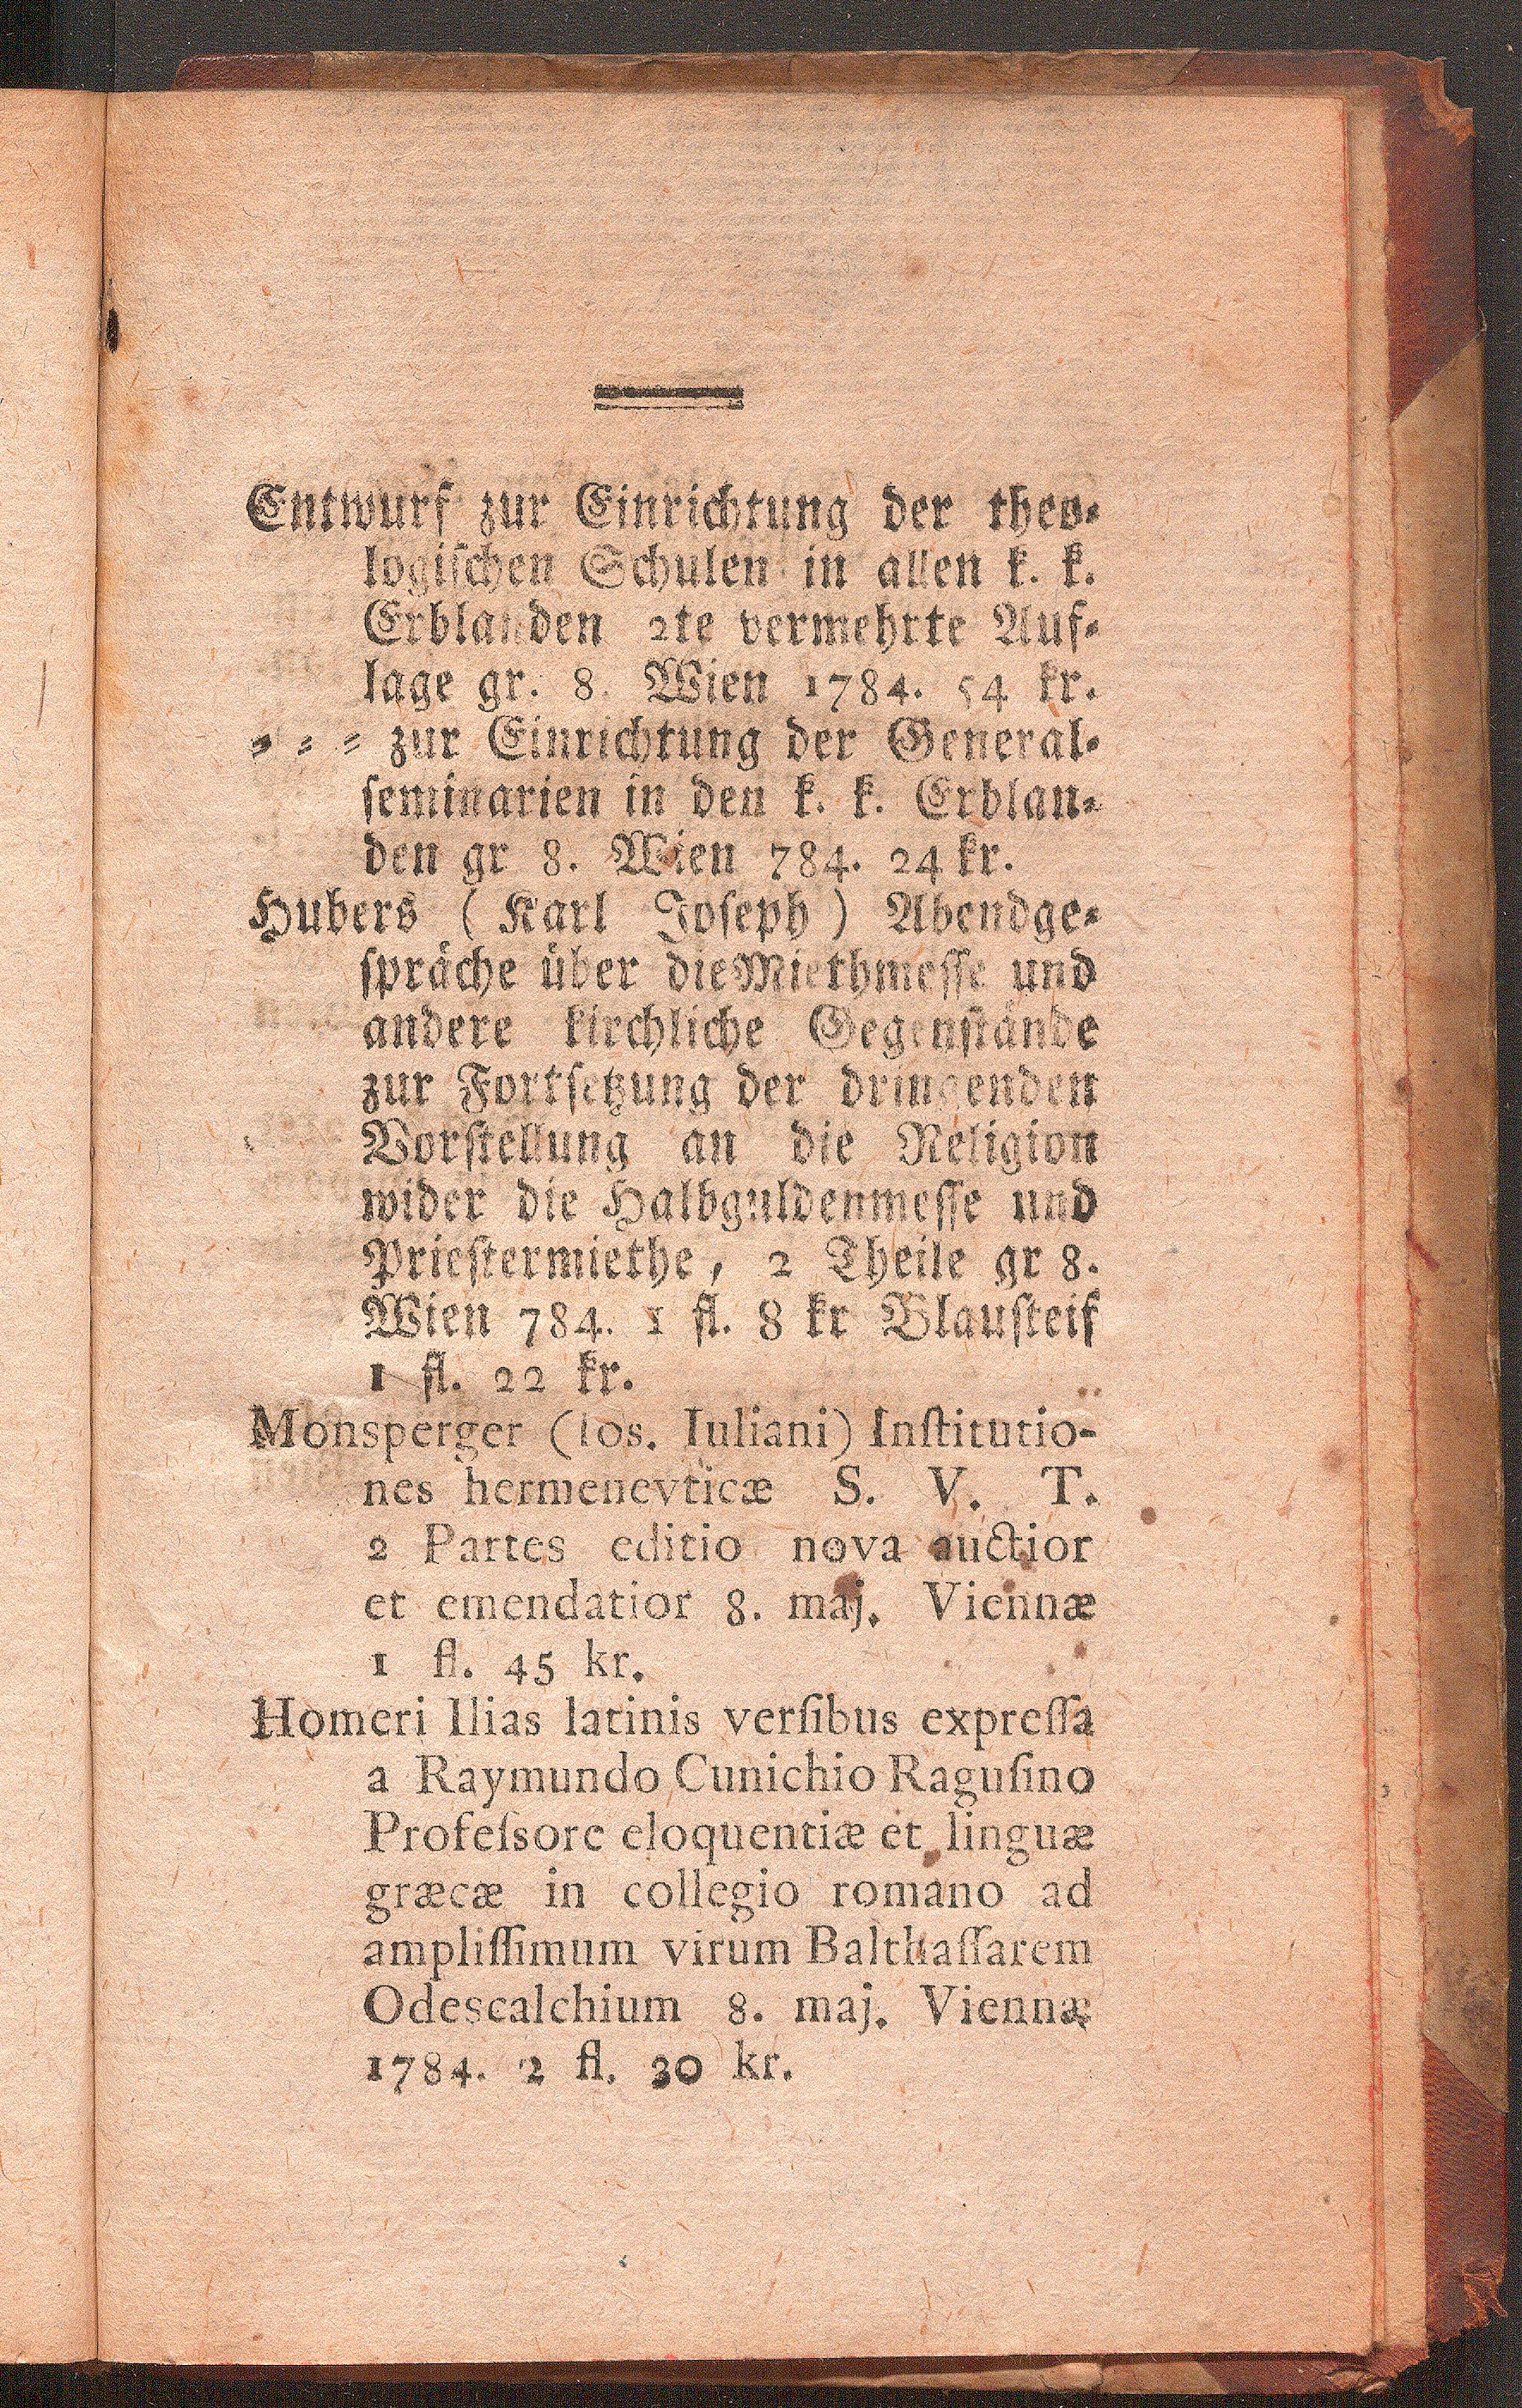 Entwurf zur Einrichtung der theo-
logiſchen Schulen in allen k. k.
Erblanden 2te vermehrte Auf-
lage gr. 8. Wien 1784. 54 kr.
- - - zur Einrichtung der General-
ſeminarien in den k. k. Erblan-
den gr 8. Wien 784. 24 kr.
Hubers (Karl Joſeph) Abendge-
ſpräche über die Miethmeſſe und
andere kirchliche Gegenſtände
zur Fortſetzung der dringenden
Vorſtellung an die Religion
wider die Halbguldenmeſſe und
Prieſtermiethe, 2 Theile gr 8.
Wien 784. 1 fl. 8 kr Blauſteif
1 fl. 22 kr.
Monsperger (Ios. Iuliani) Inſtitutio-
nes hermenevticæ S. V. T.
2 Partes editio nova auctior
et emendatior 8. maj. Viennæ
1 fl. 45 kr.
Homeri Ilias latinis verſibus expreſſa
a Raymundo Cunichio Raguſino
Profeſsore eloquentiæ et linguæ
græcæ in collegio romano ad
ampliſſimum virum Balthaſſarem
Odescalchium 8. maj. Viennæ
1784. 2 fl. 30 kr.